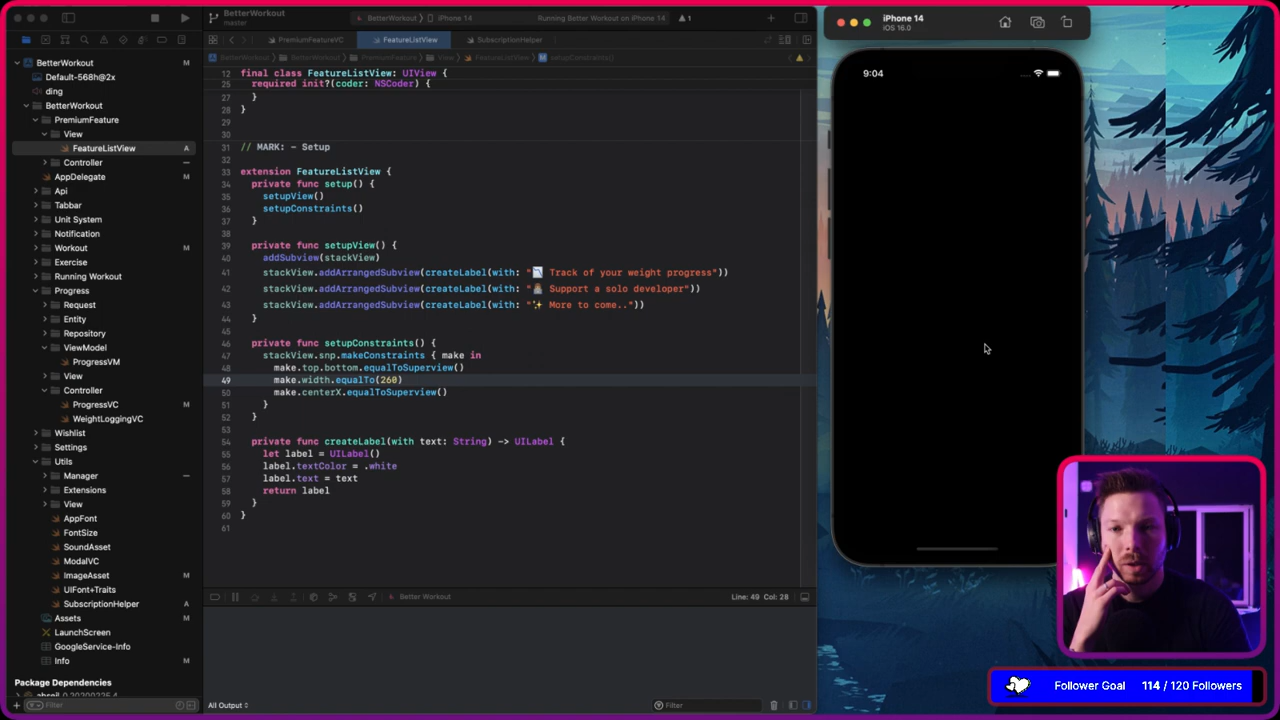 BetterWorkout
master
BetterWorkout
iPhone 14
Running Better Workout on iPhone 14
1
iPhone 14
iOS 16.0
PremiumFeatureVC
FeatureListView
SubscriptionHelper
BetterWorkout
BetterWorkout
PremiumFeature
View
FeatureListView
setupConstraints()
BetterWorkout M
Default-568h@2x
ding
BetterWorkout
PremiumFeature
View
FeatureListView A
Controller
AppDelegate M
Api
Tabbar
Unit System
Notification
Workout M
Exercise
Running Workout
Progress
Request
Entity
Repository
ViewModel
ProgressVM
View
Controller
ProgressVC M
WeightLoggingVC
Wishlist
Settings
Utils
Manager
Extensions
View
AppFont
FontSize
SoundAsset
ModalVC
ImageAsset M
UIFont+Traits
SubscriptionHelper A
Assets M
LaunchScreen
GoogleService-Info
Info M
Package Dependencies
Filter
12 final class FeatureListView: UIView {
25 required init?(coder: NSCoder) {
27 }
28 }
29
30
31 // MARK: - Setup
32
33 extension FeatureListView {
34 private func setup() {
35 setupView()
36 setupConstraints()
37 }
38
39 private func setupView() {
40 addSubview(stackView)
41 stackView.addArrangedSubview(createLabel(with: "📉 Track of your weight progress"))
42 stackView.addArrangedSubview(createLabel(with: " Support a solo developer"))
43 stackView.addArrangedSubview(createLabel(with: "✨ More to come.."))
44 }
45
46 private func setupConstraints() {
47 stackView.snp.makeConstraints { make in
48 make.top.bottom.equalToSuperview()
49 make.width.equalTo(260)
50 make.centerX.equalToSuperview()
51 }
52 }
53
54 private func createLabel(with text: String) -> UILabel {
55 let label = UILabel()
56 label.textColor = .white
57 label.text = text
58 return label
59 }
60 }
61
Better Workout
Line: 49 Col: 28
All Output
Filter
9:04
Follower Goal 114 / 120 Followers